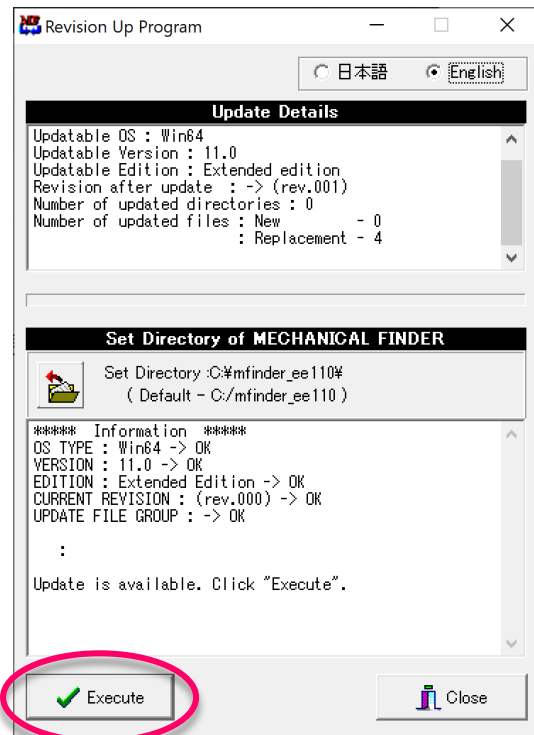 Revision Up Program
日本語 English
Update Details
Updatable OS : Win64
Updatable Version : 11.0
Updatable Edition : Extended edition
Revision after update : -> (rev.001)
Number of updated directories : 0
Number of updated files : New - 0
: Replacement - 4
Set Directory of MECHANICAL FINDER
Set Directory :C:¥mfinder_ee110¥
( Default - C:/mfinder_ee110 )
***** Information *****
OS TYPE : Win64 -> OK
VERSION : 11.0 -> OK
EDITION : Extended Edition -> OK
CURRENT REVISION : (rev.000) -> OK
UPDATE FILE GROUP : -> OK
:
Update is available. Click "Execute".
Execute Close